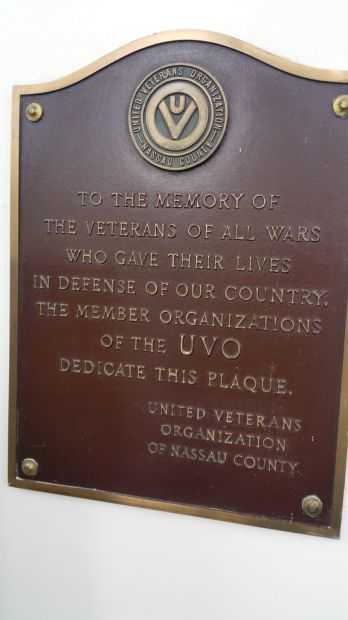 UNITED VETERANS ORGANIZATION
UV
NASSAU COUNTY
TO THE MEMORY OF
THE VETERANS OF ALL WARS
WHO GAVE THEIR LIVES
IN DEFENSE OF OUR COUNTRY.
THE MEMBER ORGANIZATIONS
OF THE UVO
DEDICATE THIS PLAQUE.
UNITED VETERANS
ORGANIZATION
OF NASSAU COUNTY